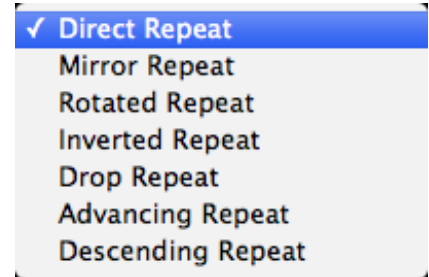 ✓ Direct Repeat
Mirror Repeat
Rotated Repeat
Inverted Repeat
Drop Repeat
Advancing Repeat
Descending Repeat